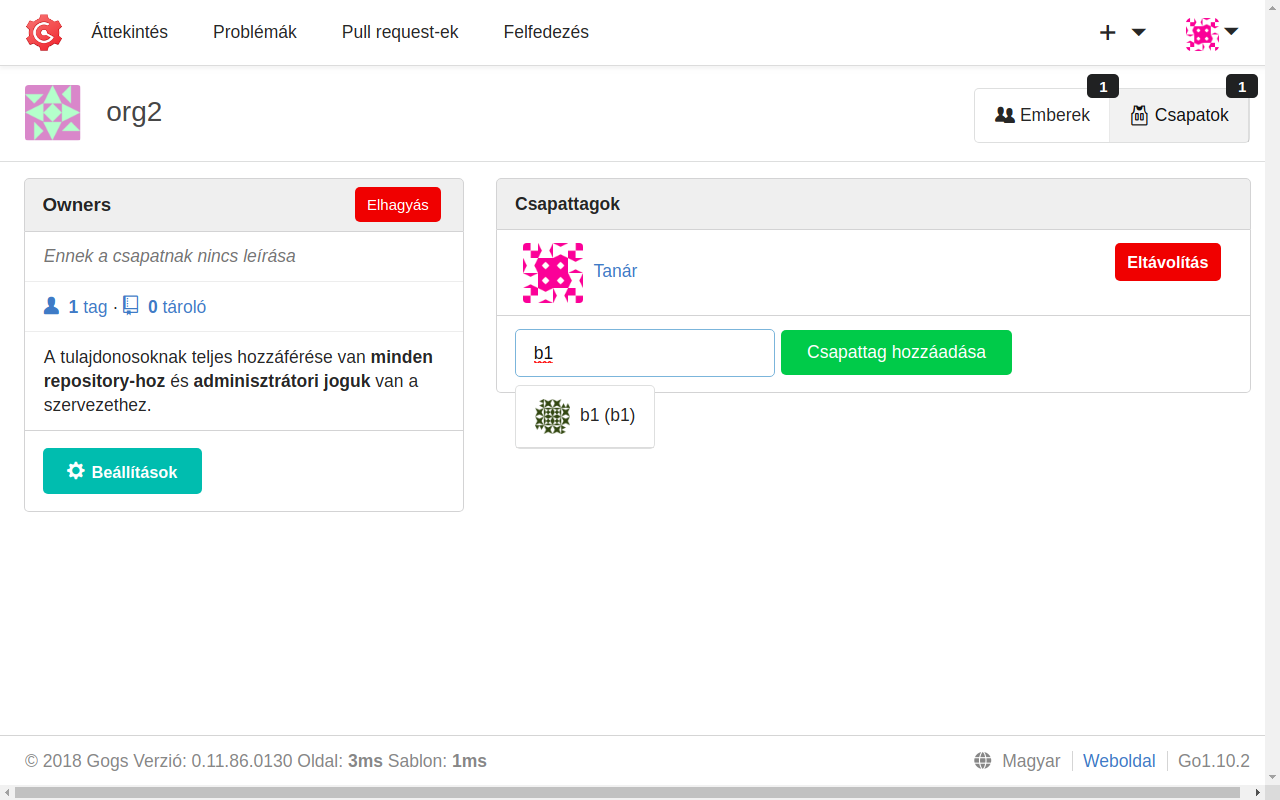 Áttekintés Problémák Pull request-ek Felfedezés
org2
1 1
Emberek Csapatok
Owners Elhagyás
Ennek a csapatnak nincs leírása
1 tag · 0 tároló
A tulajdonosoknak teljes hozzáférése van minden
repository-hoz és adminisztrátori joguk van a
szervezethez.
Beállítások
Csapattagok
Tanár Eltávolítás
b1 Csapattag hozzáadása
b1 (b1)
© 2018 Gogs Verzió: 0.11.86.0130 Oldal: 3ms Sablon: 1ms
Magyar Weboldal Go1.10.2